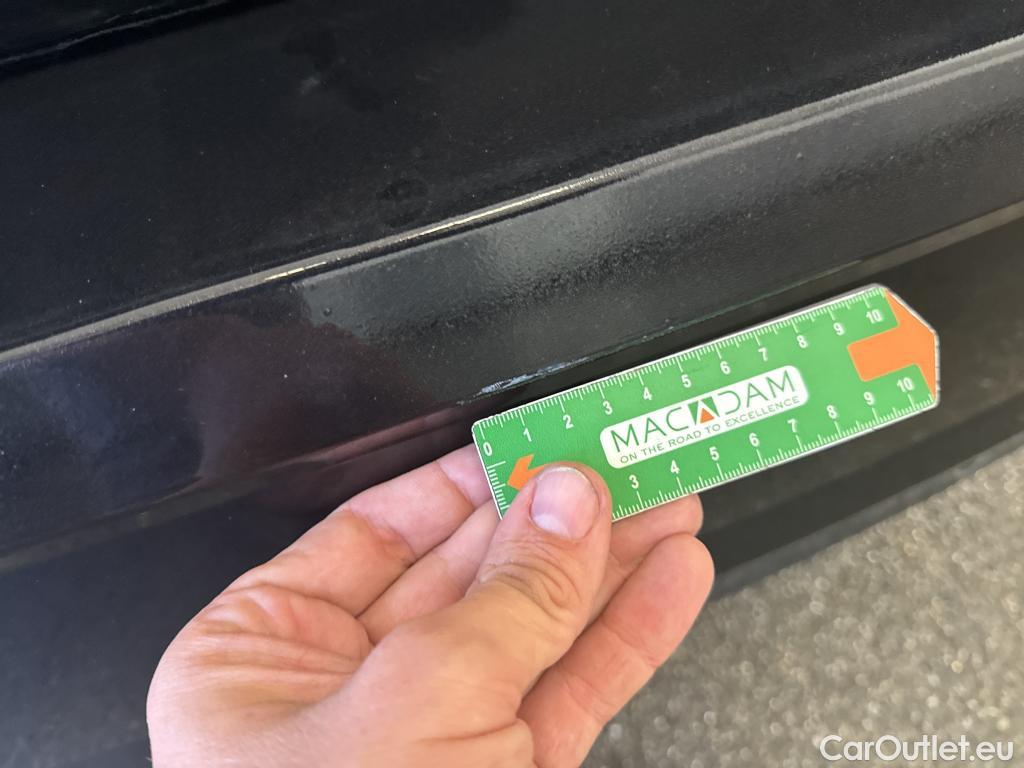 0 1 2 3 4 5 6 7 8 9 10
MACADAM
ON THE ROAD TO EXCELLENCE
3 4 5 6 7 8 9 10
CarOutlet.eu